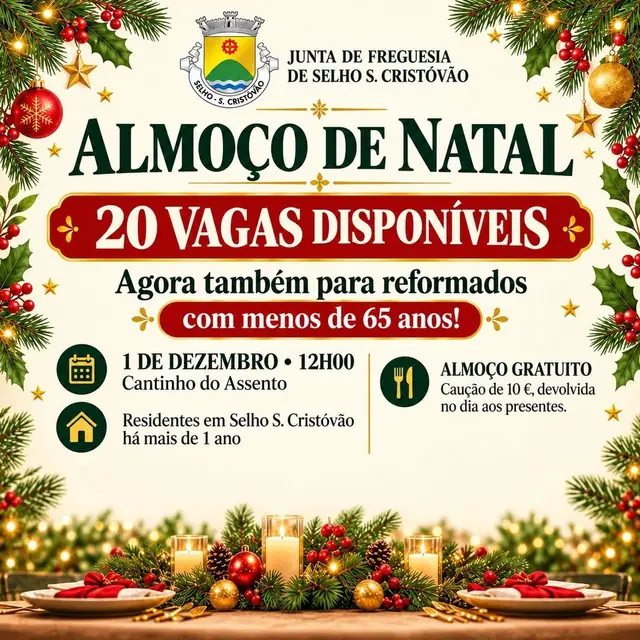 SELHO - S. CRISTÓVÃO
JUNTA DE FREGUESIA
DE SELHO S. CRISTÓVÃO
ALMOÇO DE NATAL
20 VAGAS DISPONÍVEIS
Agora também para reformados
com menos de 65 anos!
1 DE DEZEMBRO • 12H00
Cantinho do Assento
Residentes em Selho S. Cristóvão
há mais de 1 ano
ALMOÇO GRATUITO
Caução de 10 €, devolvida
no dia aos presentes.